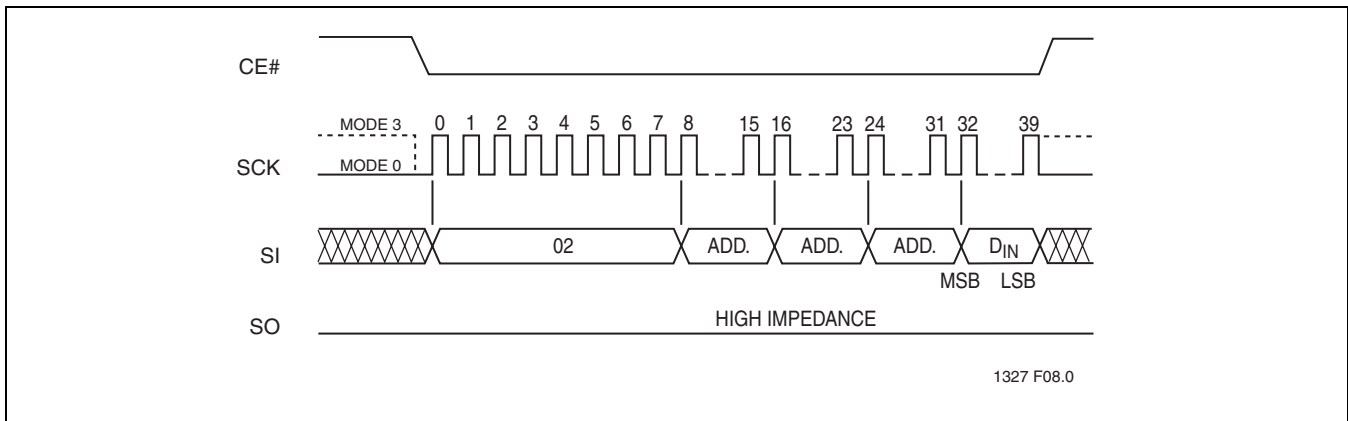 CE#
MODE 3 0 1 2 3 4 5 6 7 8 15 16 23 24 31 32 39
SCK MODE 0
SI 02 ADD. ADD. ADD. DIN
MSB LSB
SO HIGH IMPEDANCE
1327 F08.0